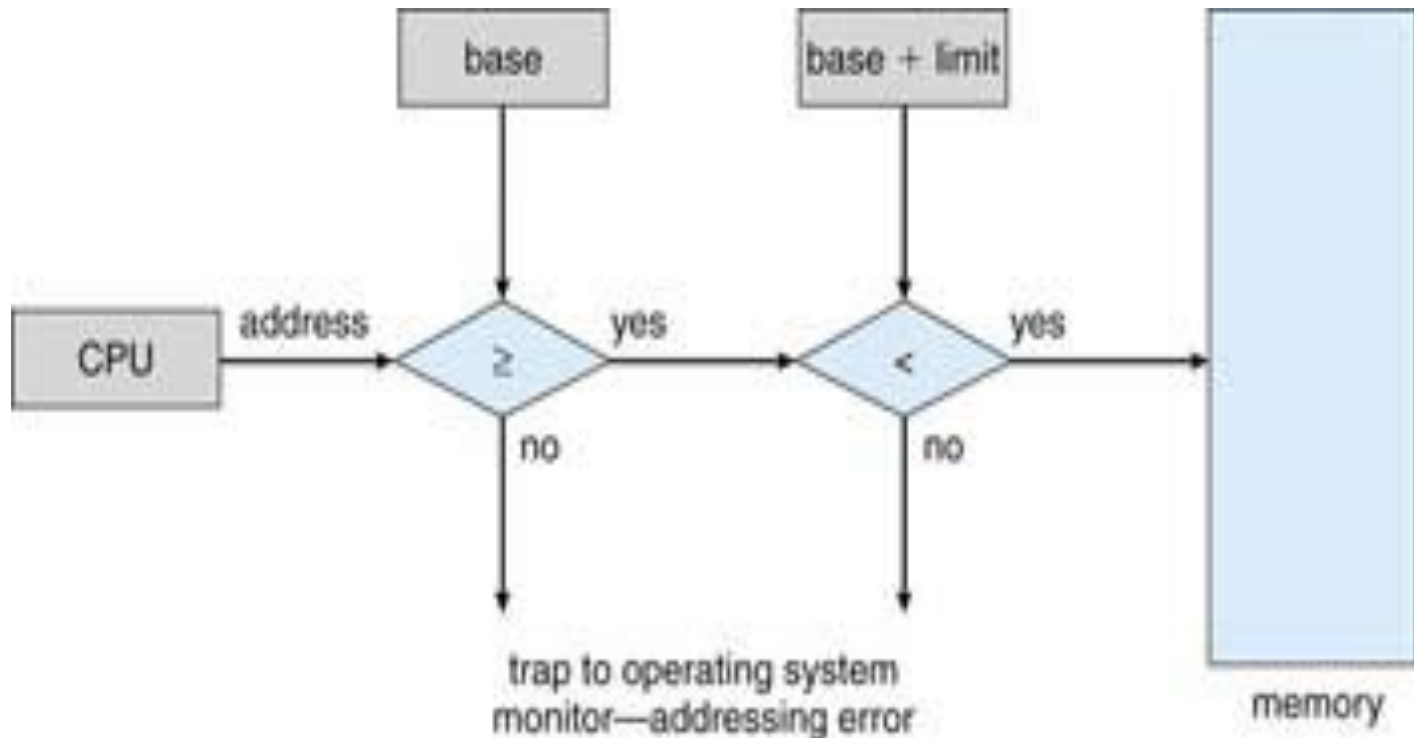 base
base + limit
CPU
address
≥
yes
<
yes
no
no
trap to operating system
monitor—addressing error
memory